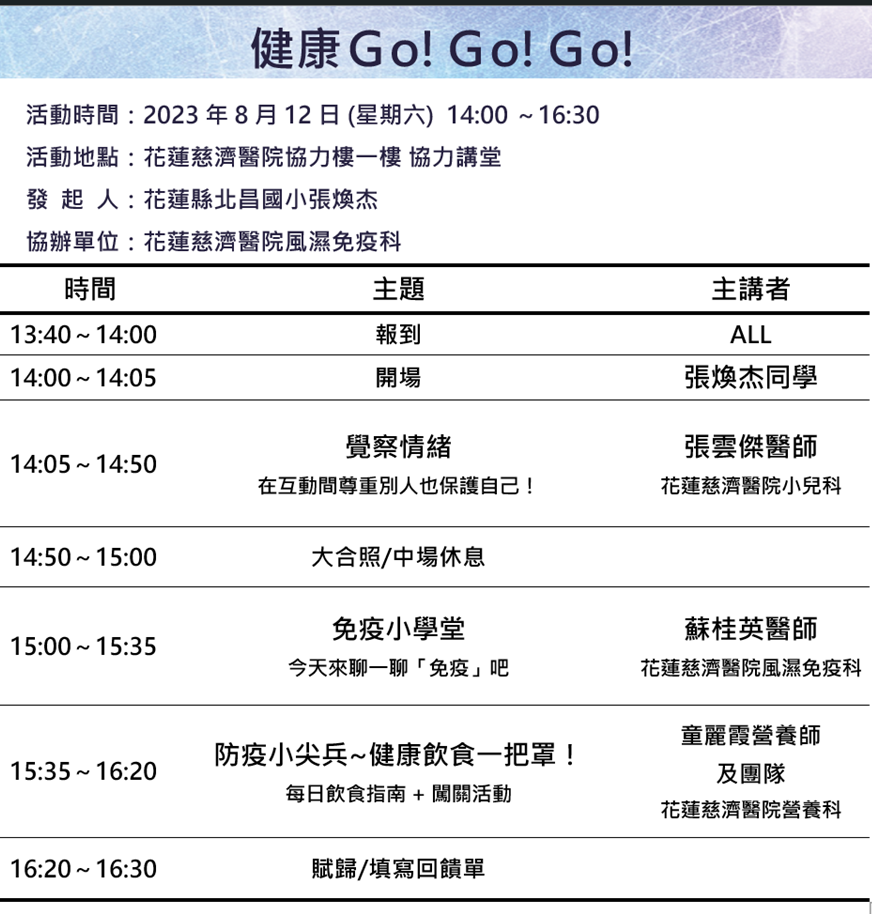 健康Go! Go! Go!
活動時間：2023 年 8 月 12 日 (星期六) 14:00 ～16:30
活動地點：花蓮慈濟醫院協力樓一樓 協力講堂
發 起 人：花蓮縣北昌國小張煥杰
協辦單位：花蓮慈濟醫院風濕免疫科
時間 主題 主講者
13:40～14:00 報到 ALL
14:00～14:05 開場 張煥杰同學
14:05～14:50
覺察情緒
在互動間尊重別人也保護自己！
張雲傑醫師
花蓮慈濟醫院小兒科
14:50～15:00 大合照/中場休息
15:00～15:35
免疫小學堂
今天來聊一聊「免疫」吧
蘇桂英醫師
花蓮慈濟醫院風濕免疫科
15:35～16:20
防疫小尖兵~健康飲食一把罩！
每日飲食指南 + 闖關活動
童麗霞營養師
及團隊
花蓮慈濟醫院營養科
16:20～16:30 賦歸/填寫回饋單